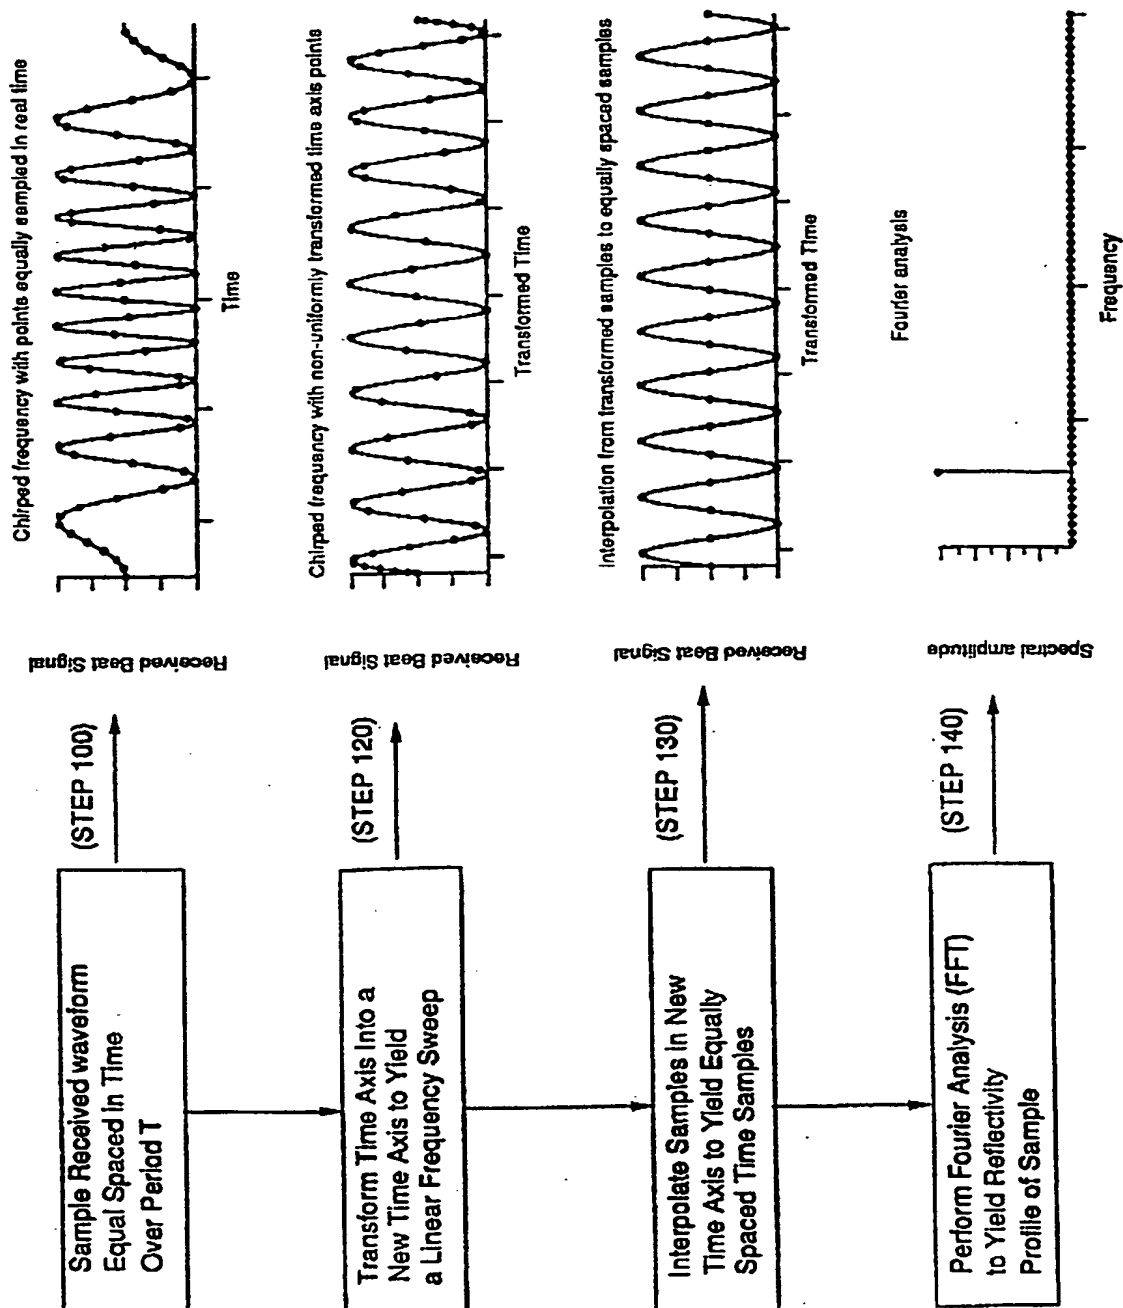 Sample Received waveform
Equal Spaced In Time
Over Period T
(STEP 100)
Received Beat Signal
Chirped frequency with points equally sampled in real time
Time
Transform Time Axis Into a
New Time Axis to Yield
a Linear Frequency Sweep
(STEP 120)
Received Beat Signal
Chirped frequency with non-uniformly transformed time axis points
Transformed Time
Interpolate Samples In New
Time Axis to Yield Equally
Spaced Time Samples
(STEP 130)
Received Beat Signal
Interpolation from transformed samples to equally spaced samples
Transformed Time
Perform Fourier Analysis (FFT)
to Yield Reflectivity
Profile of Sample
(STEP 140)
Spectral amplitude
Fourier analysis
Frequency